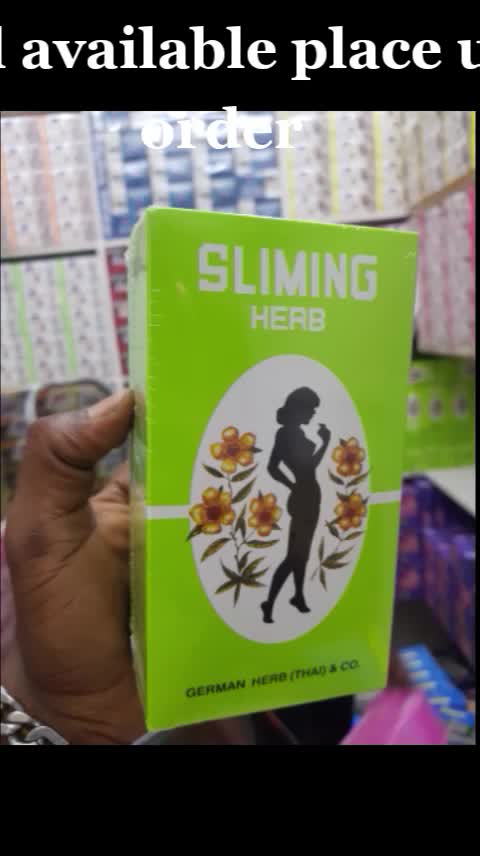 available place
order
SLIMING
HERB
GERMAN HERB (THAI) & CO.